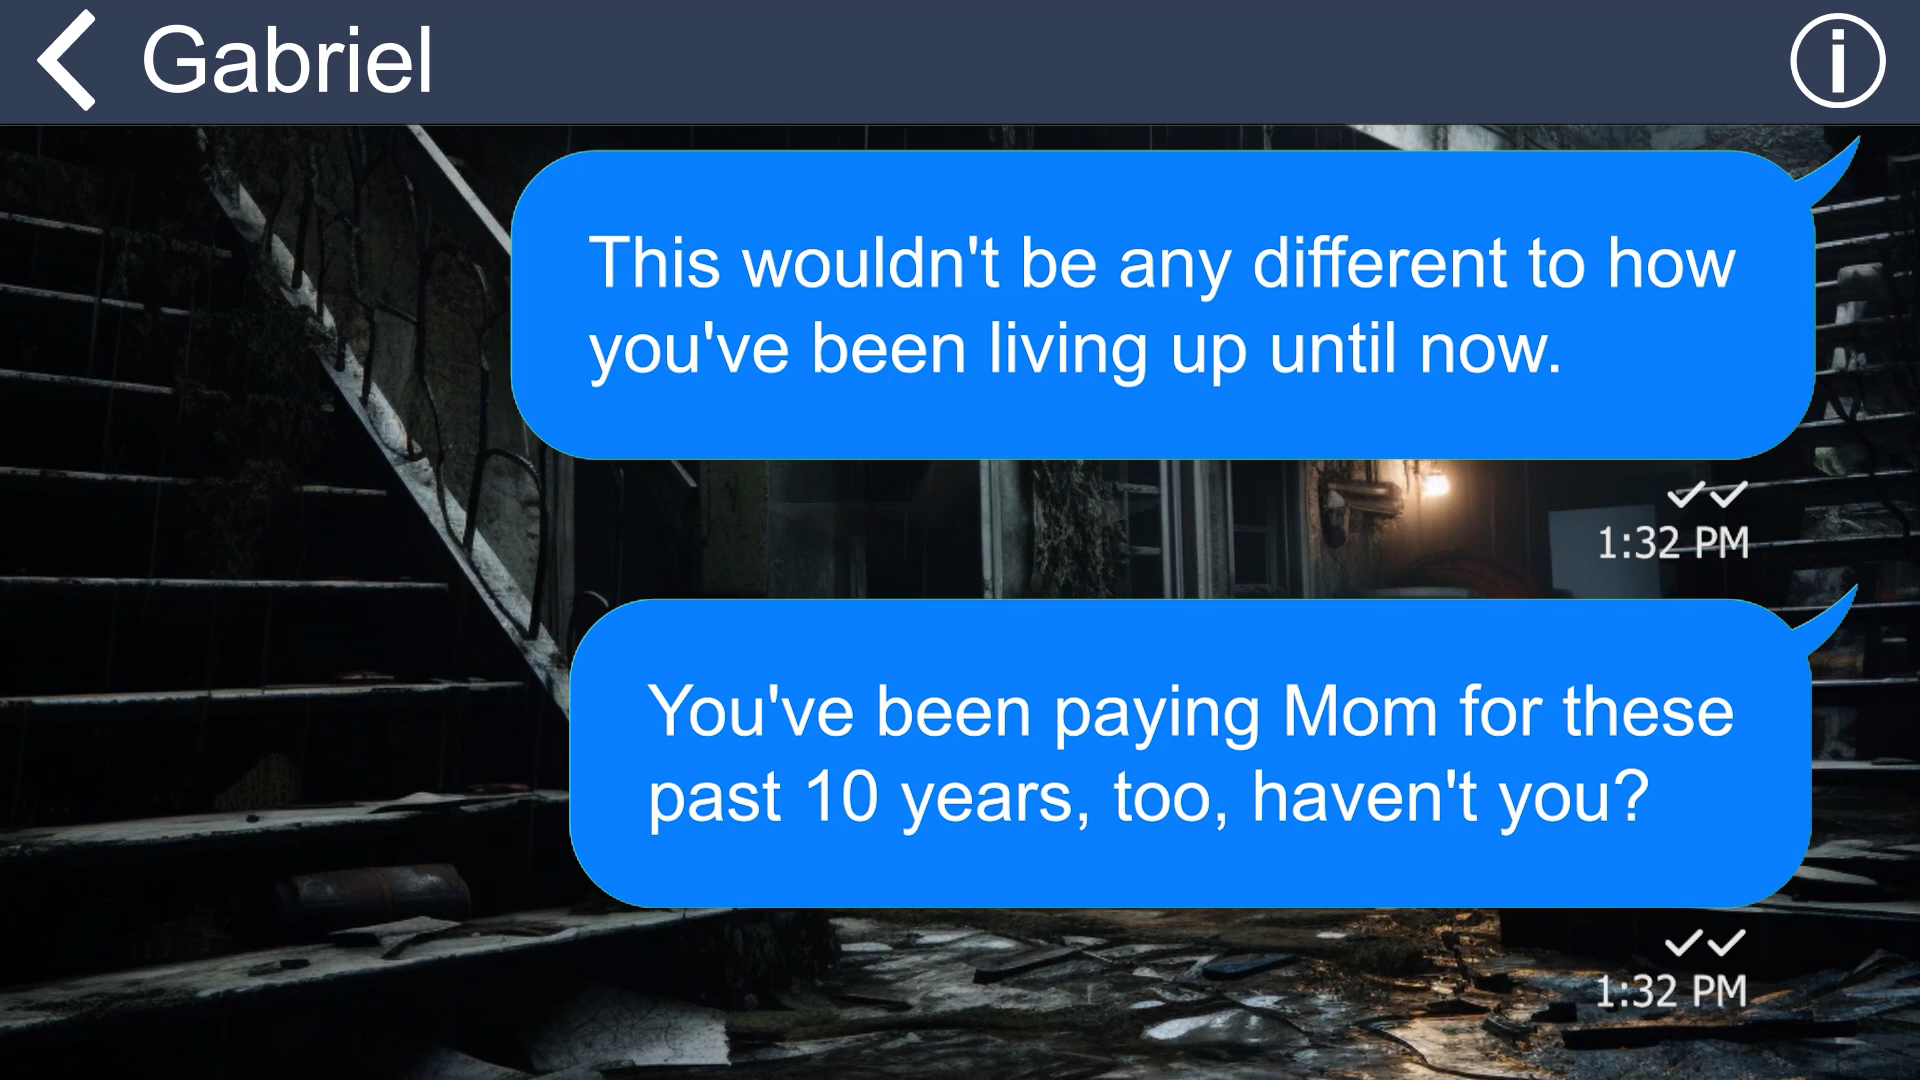 Gabriel
This wouldn't be any different to how
you've been living up until now.
1:32 PM
You've been paying Mom for these
past 10 years, too, haven't you?
1:32 PM